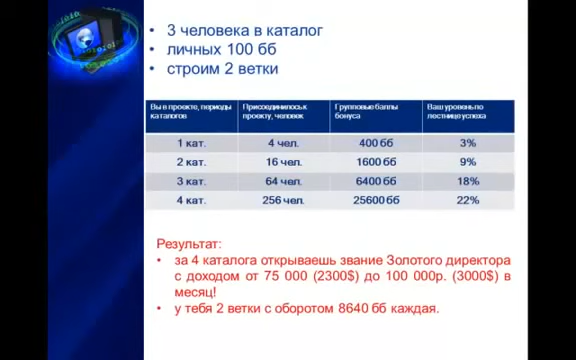 3 человека в каталог
личных 100 бб
строим 2 ветки
Вы в проекте, периоды каталогов
Присоединилось к проекту, человек
Групповые баллы бонуса
Ваш уровень по лестнице успеха
1 кат. 4 чел. 400 бб 3%
2 кат. 16 чел. 1600 бб 9%
3 кат. 64 чел. 6400 бб 18%
4 кат. 256 чел. 25600 бб 22%
Результат:
за 4 каталога открываешь звание Золотого директора
с доходом от 75 000 (2300$) до 100 000р. (3000$) в
месяц!
у тебя 2 ветки с оборотом 8640 бб каждая.